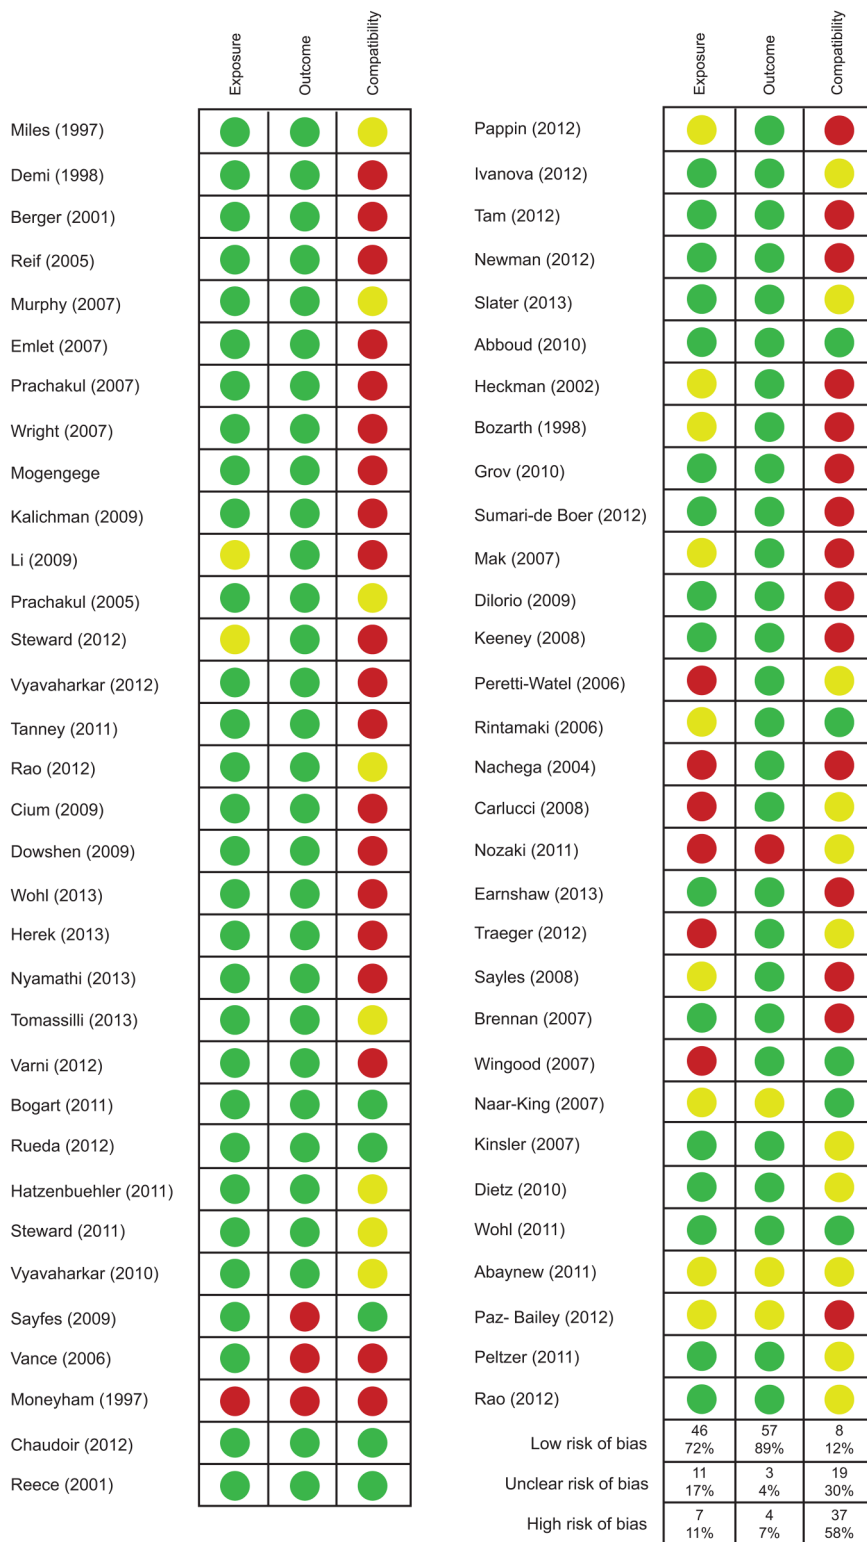 Exposure
Outcome
Compatibility
Miles (1997)
Demi (1998)
Berger (2001)
Reif (2005)
Murphy (2007)
Emlet (2007)
Prachakul (2007)
Wright (2007)
Mogengege
Kalichman (2009)
Li (2009)
Prachakul (2005)
Steward (2012)
Vyavaharkar (2012)
Tanney (2011)
Rao (2012)
Cium (2009)
Dowshen (2009)
Wohl (2013)
Herek (2013)
Nyamathi (2013)
Tomassilli (2013)
Varni (2012)
Bogart (2011)
Rueda (2012)
Hatzenbuehler (2011)
Steward (2011)
Vyavaharkar (2010)
Sayfes (2009)
Vance (2006)
Moneyham (1997)
Chaudoir (2012)
Reece (2001)
Exposure
Outcome
Compatibility
Pappin (2012)
Ivanova (2012)
Tam (2012)
Newman (2012)
Slater (2013)
Abboud (2010)
Heckman (2002)
Bozarth (1998)
Grov (2010)
Sumari-de Boer (2012)
Mak (2007)
Dilorio (2009)
Keeney (2008)
Peretti-Watel (2006)
Rintamaki (2006)
Nachega (2004)
Carlucci (2008)
Nozaki (2011)
Earnshaw (2013)
Traeger (2012)
Sayles (2008)
Brennan (2007)
Wingood (2007)
Naar-King (2007)
Kinsler (2007)
Dietz (2010)
Wohl (2011)
Abaynew (2011)
Paz- Bailey (2012)
Peltzer (2011)
Rao (2012)
Low risk of bias
46 57 8
72% 89% 12%
Unclear risk of bias
11 3 19
17% 4% 30%
High risk of bias
7 4 37
11% 7% 58%